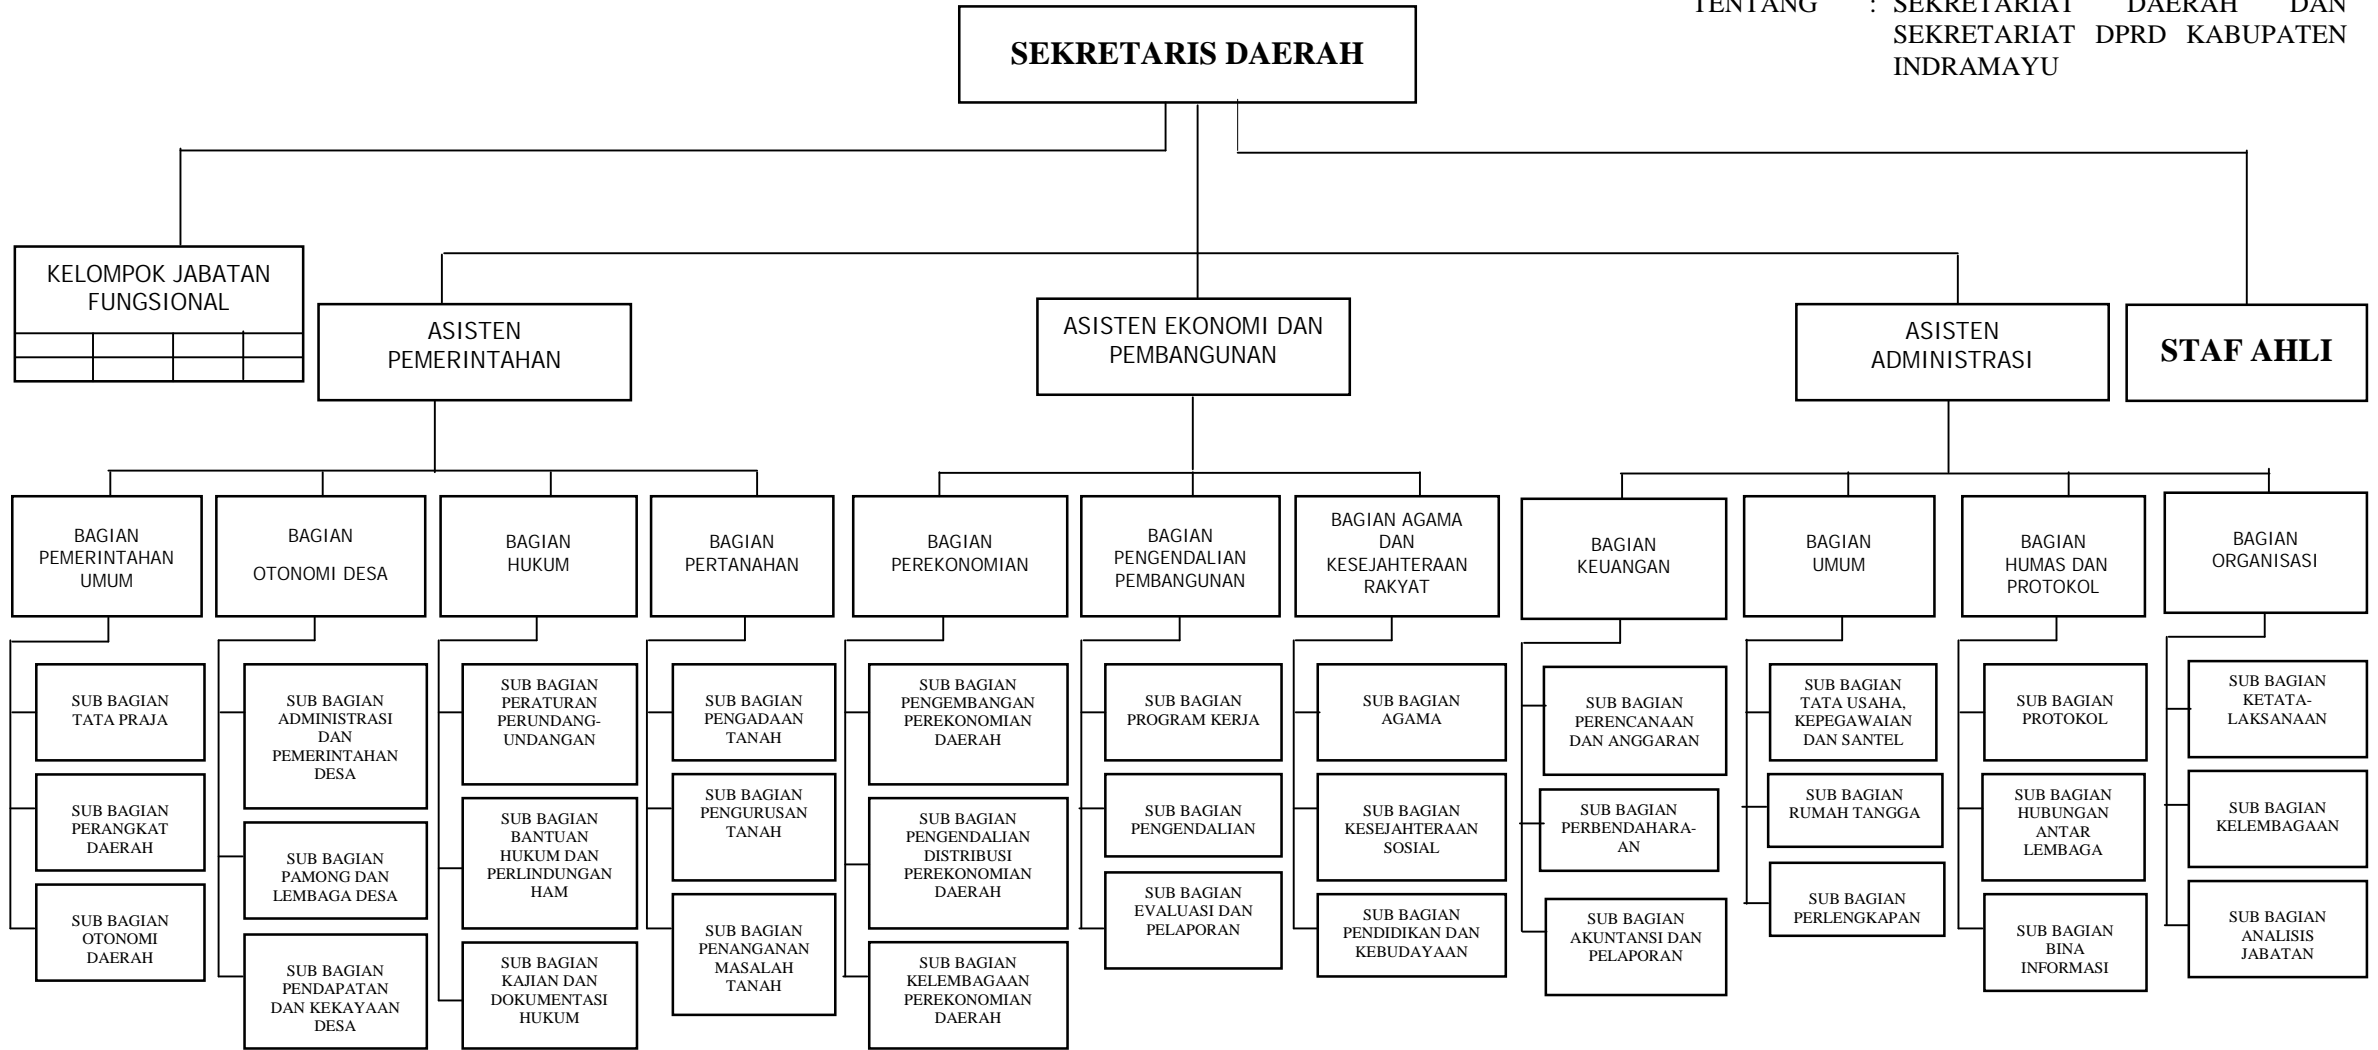 TENTANG : SEKRETARIAT DAERAH DAN
SEKRETARIAT DPRD KABUPATEN
INDRAMAYU
SEKRETARIS DAERAH
KELOMPOK JABATAN
FUNGSIONAL
ASISTEN
PEMERINTAHAN
ASISTEN EKONOMI DAN
PEMBANGUNAN
ASISTEN
ADMINISTRASI
STAF AHLI
BAGIAN
PEMERINTAHAN
UMUM
BAGIAN
OTONOMI DESA
BAGIAN
HUKUM
BAGIAN
PERTANAHAN
BAGIAN
PEREKONOMIAN
BAGIAN
PENGENDALIAN
PEMBANGUNAN
BAGIAN AGAMA
DAN
KESEJAHTERAAN
RAKYAT
BAGIAN
KEUANGAN
BAGIAN
UMUM
BAGIAN
HUMAS DAN
PROTOKOL
BAGIAN
ORGANISASI
SUB BAGIAN
TATA PRAJA
SUB BAGIAN
PERANGKAT
DAERAH
SUB BAGIAN
OTONOMI
DAERAH
SUB BAGIAN
ADMINISTRASI
DAN
PEMERINTAHAN
DESA
SUB BAGIAN
PAMONG DAN
LEMBAGA DESA
SUB BAGIAN
PENDAPATAN
DAN KEKAYAAN
DESA
SUB BAGIAN
PERATURAN
PERUNDANG-
UNDANGAN
SUB BAGIAN
BANTUAN
HUKUM DAN
PERLINDUNGAN
HAM
SUB BAGIAN
KAJIAN DAN
DOKUMENTASI
HUKUM
SUB BAGIAN
PENGADAAN
TANAH
SUB BAGIAN
PENGURUSAN
TANAH
SUB BAGIAN
PENANGANAN
MASALAH
TANAH
SUB BAGIAN
PENGEMBANGAN
PEREKONOMIAN
DAERAH
SUB BAGIAN
PENGENDALIAN
DISTRIBUSI
PEREKONOMIAN
DAERAH
SUB BAGIAN
KELEMBAGAAN
PEREKONOMIAN
DAERAH
SUB BAGIAN
PROGRAM KERJA
SUB BAGIAN
PENGENDALIAN
SUB BAGIAN
EVALUASI DAN
PELAPORAN
SUB BAGIAN
AGAMA
SUB BAGIAN
KESEJAHTERAAN
SOSIAL
SUB BAGIAN
PENDIDIKAN DAN
KEBUDAYAAN
SUB BAGIAN
PERENCANAAN
DAN ANGGARAN
SUB BAGIAN
PERBENDAHARA-
AN
SUB BAGIAN
AKUNTANSI DAN
PELAPORAN
SUB BAGIAN
TATA USAHA,
KEPEGAWAIAN
DAN SANTEL
SUB BAGIAN
RUMAH TANGGA
SUB BAGIAN
PERLENGKAPAN
SUB BAGIAN
PROTOKOL
SUB BAGIAN
HUBUNGAN
ANTAR
LEMBAGA
SUB BAGIAN
BINA
INFORMASI
SUB BAGIAN
KETATA-
LAKSANAAN
SUB BAGIAN
KELEMBAGAAN
SUB BAGIAN
ANALISIS
JABATAN